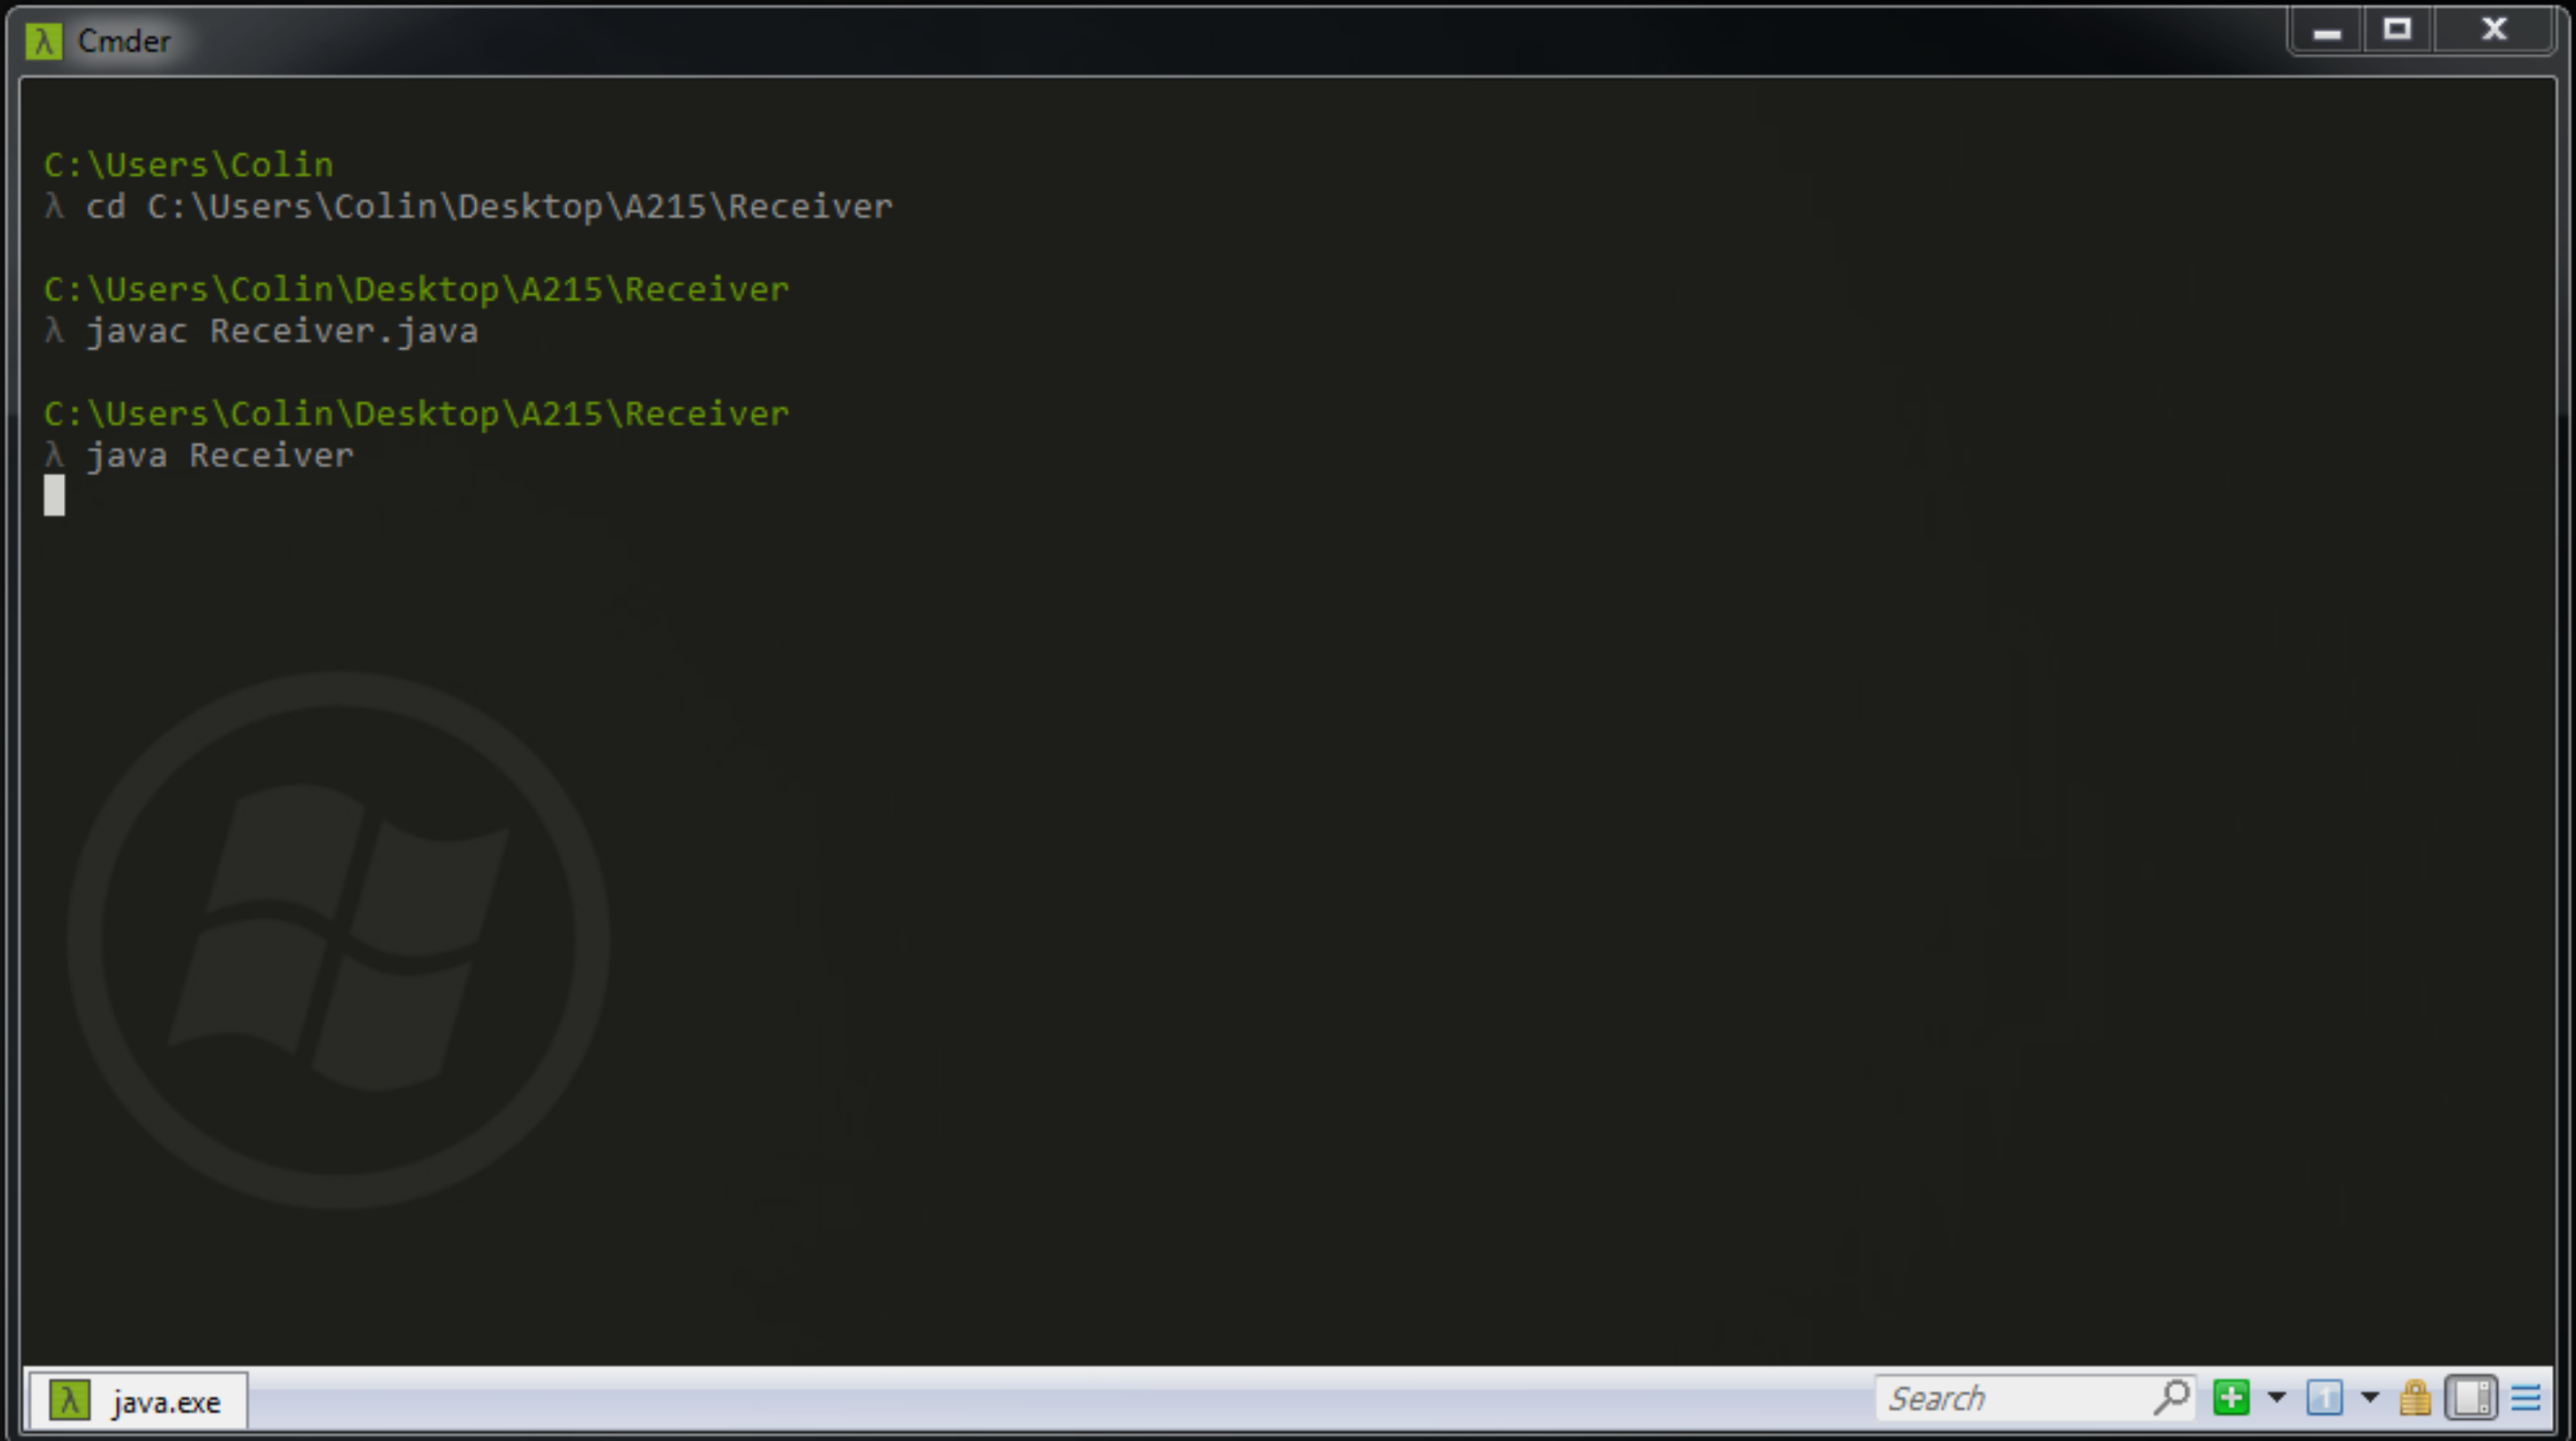 λ Cmder
C:\Users\Colin
λ cd C:\Users\Colin\Desktop\A215\Receiver
C:\Users\Colin\Desktop\A215\Receiver
λ javac Receiver.java
C:\Users\Colin\Desktop\A215\Receiver
λ java Receiver
λ java.exe
Search
1